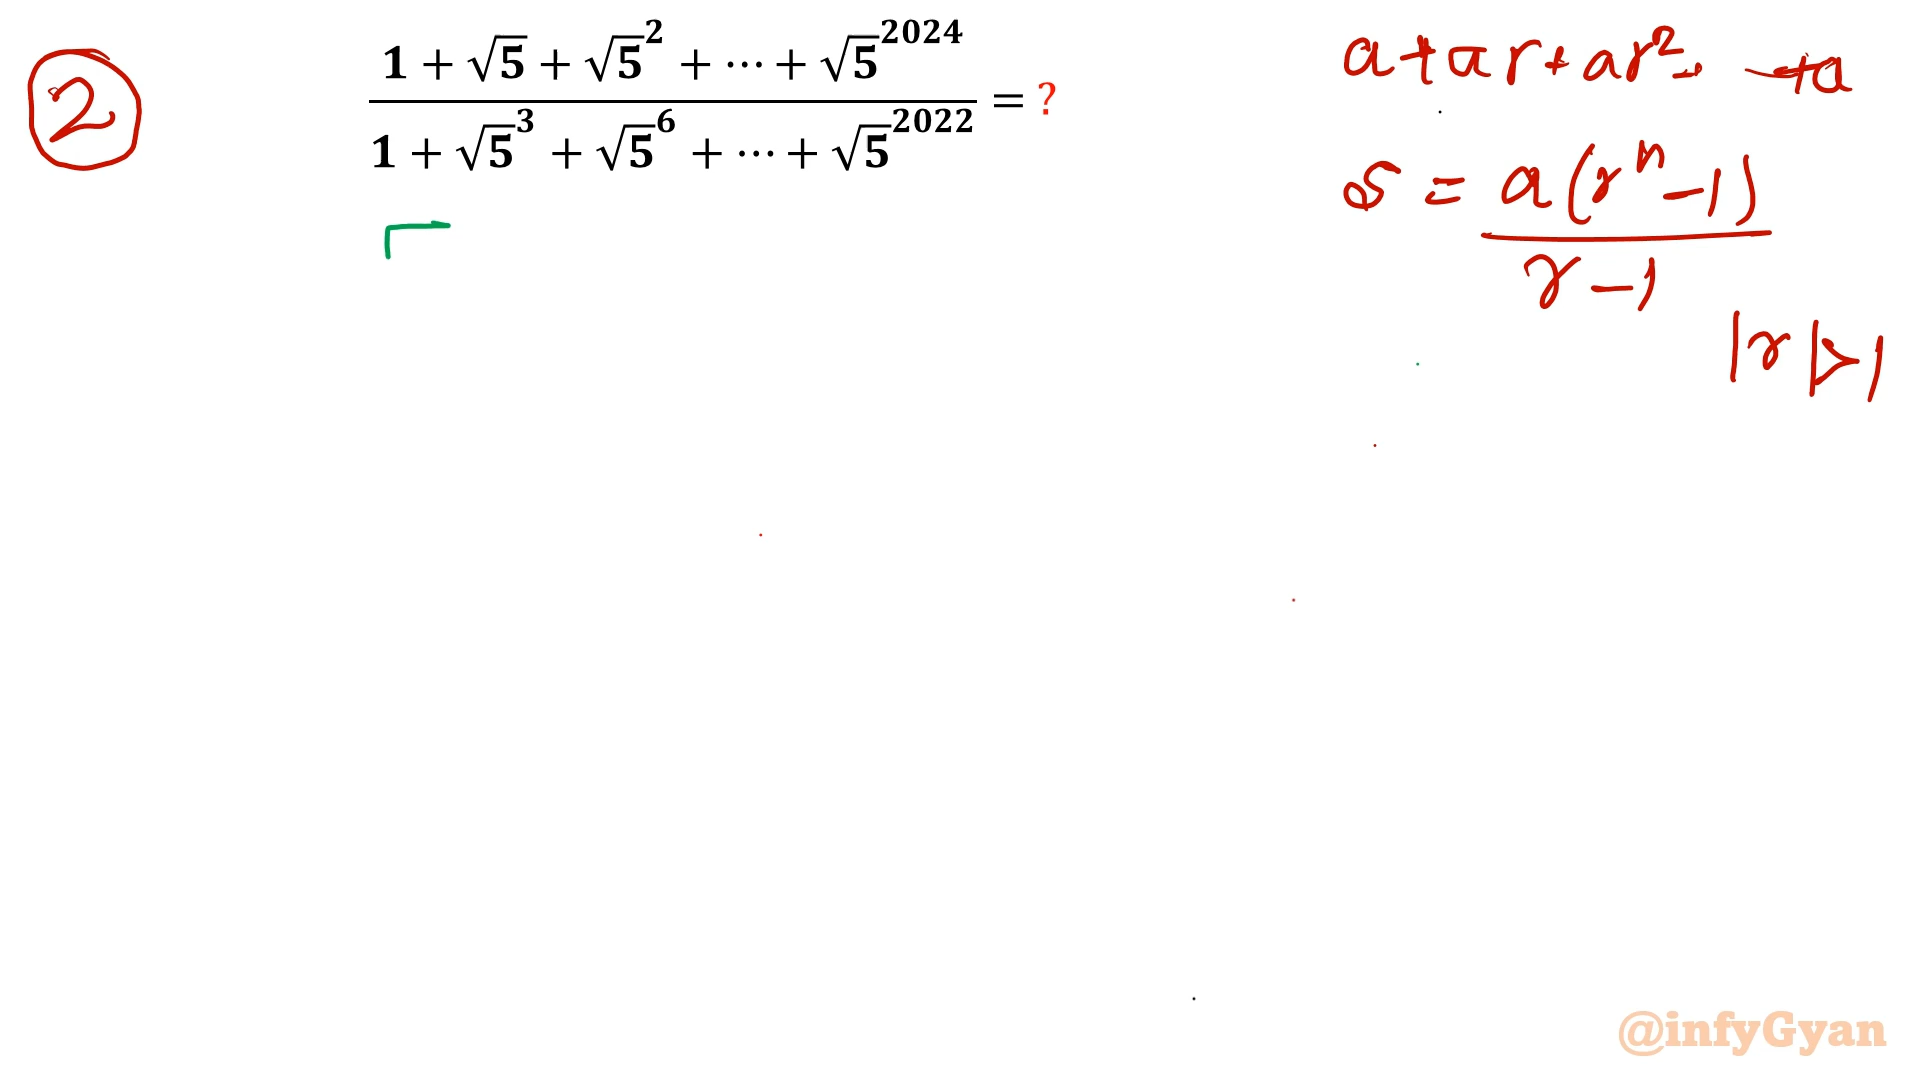 ②
1 + √5 + √5² + ⋯ + √5²⁰²⁴
―――――――――――――――― = ?
1 + √5³ + √5⁶ + ⋯ + √5²⁰²²
a + ar + ar² - . — + a
S = a(rⁿ - 1)
r - 1
|r| > 1
@infyGyan